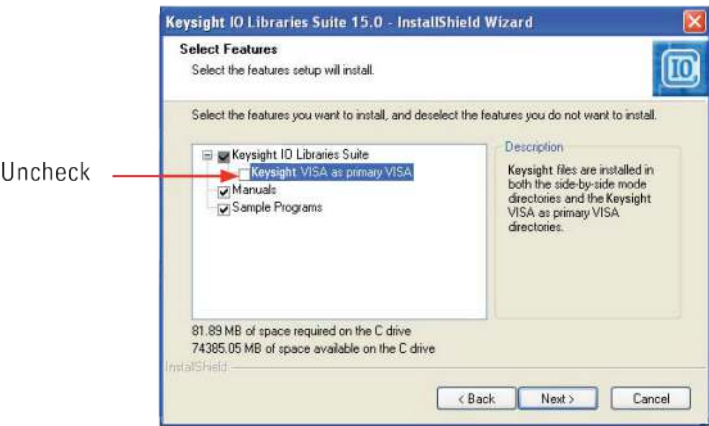 Keysight IO Libraries Suite 15.0 - InstallShield Wizard
Select Features
Select the features setup will install.
IO
Select the features you want to install, and deselect the features you do not want to install.
Uncheck
Keysight IO Libraries Suite
Keysight VISA as primary VISA
Manuals
Sample Programs
Description
Keysight files are installed in
both the side-by-side mode
directories and the Keysight
VISA as primary VISA
directories.
81.89 MB of space required on the C drive
74385.05 MB of space available on the C drive
InstallShield
< Back
Next >
Cancel